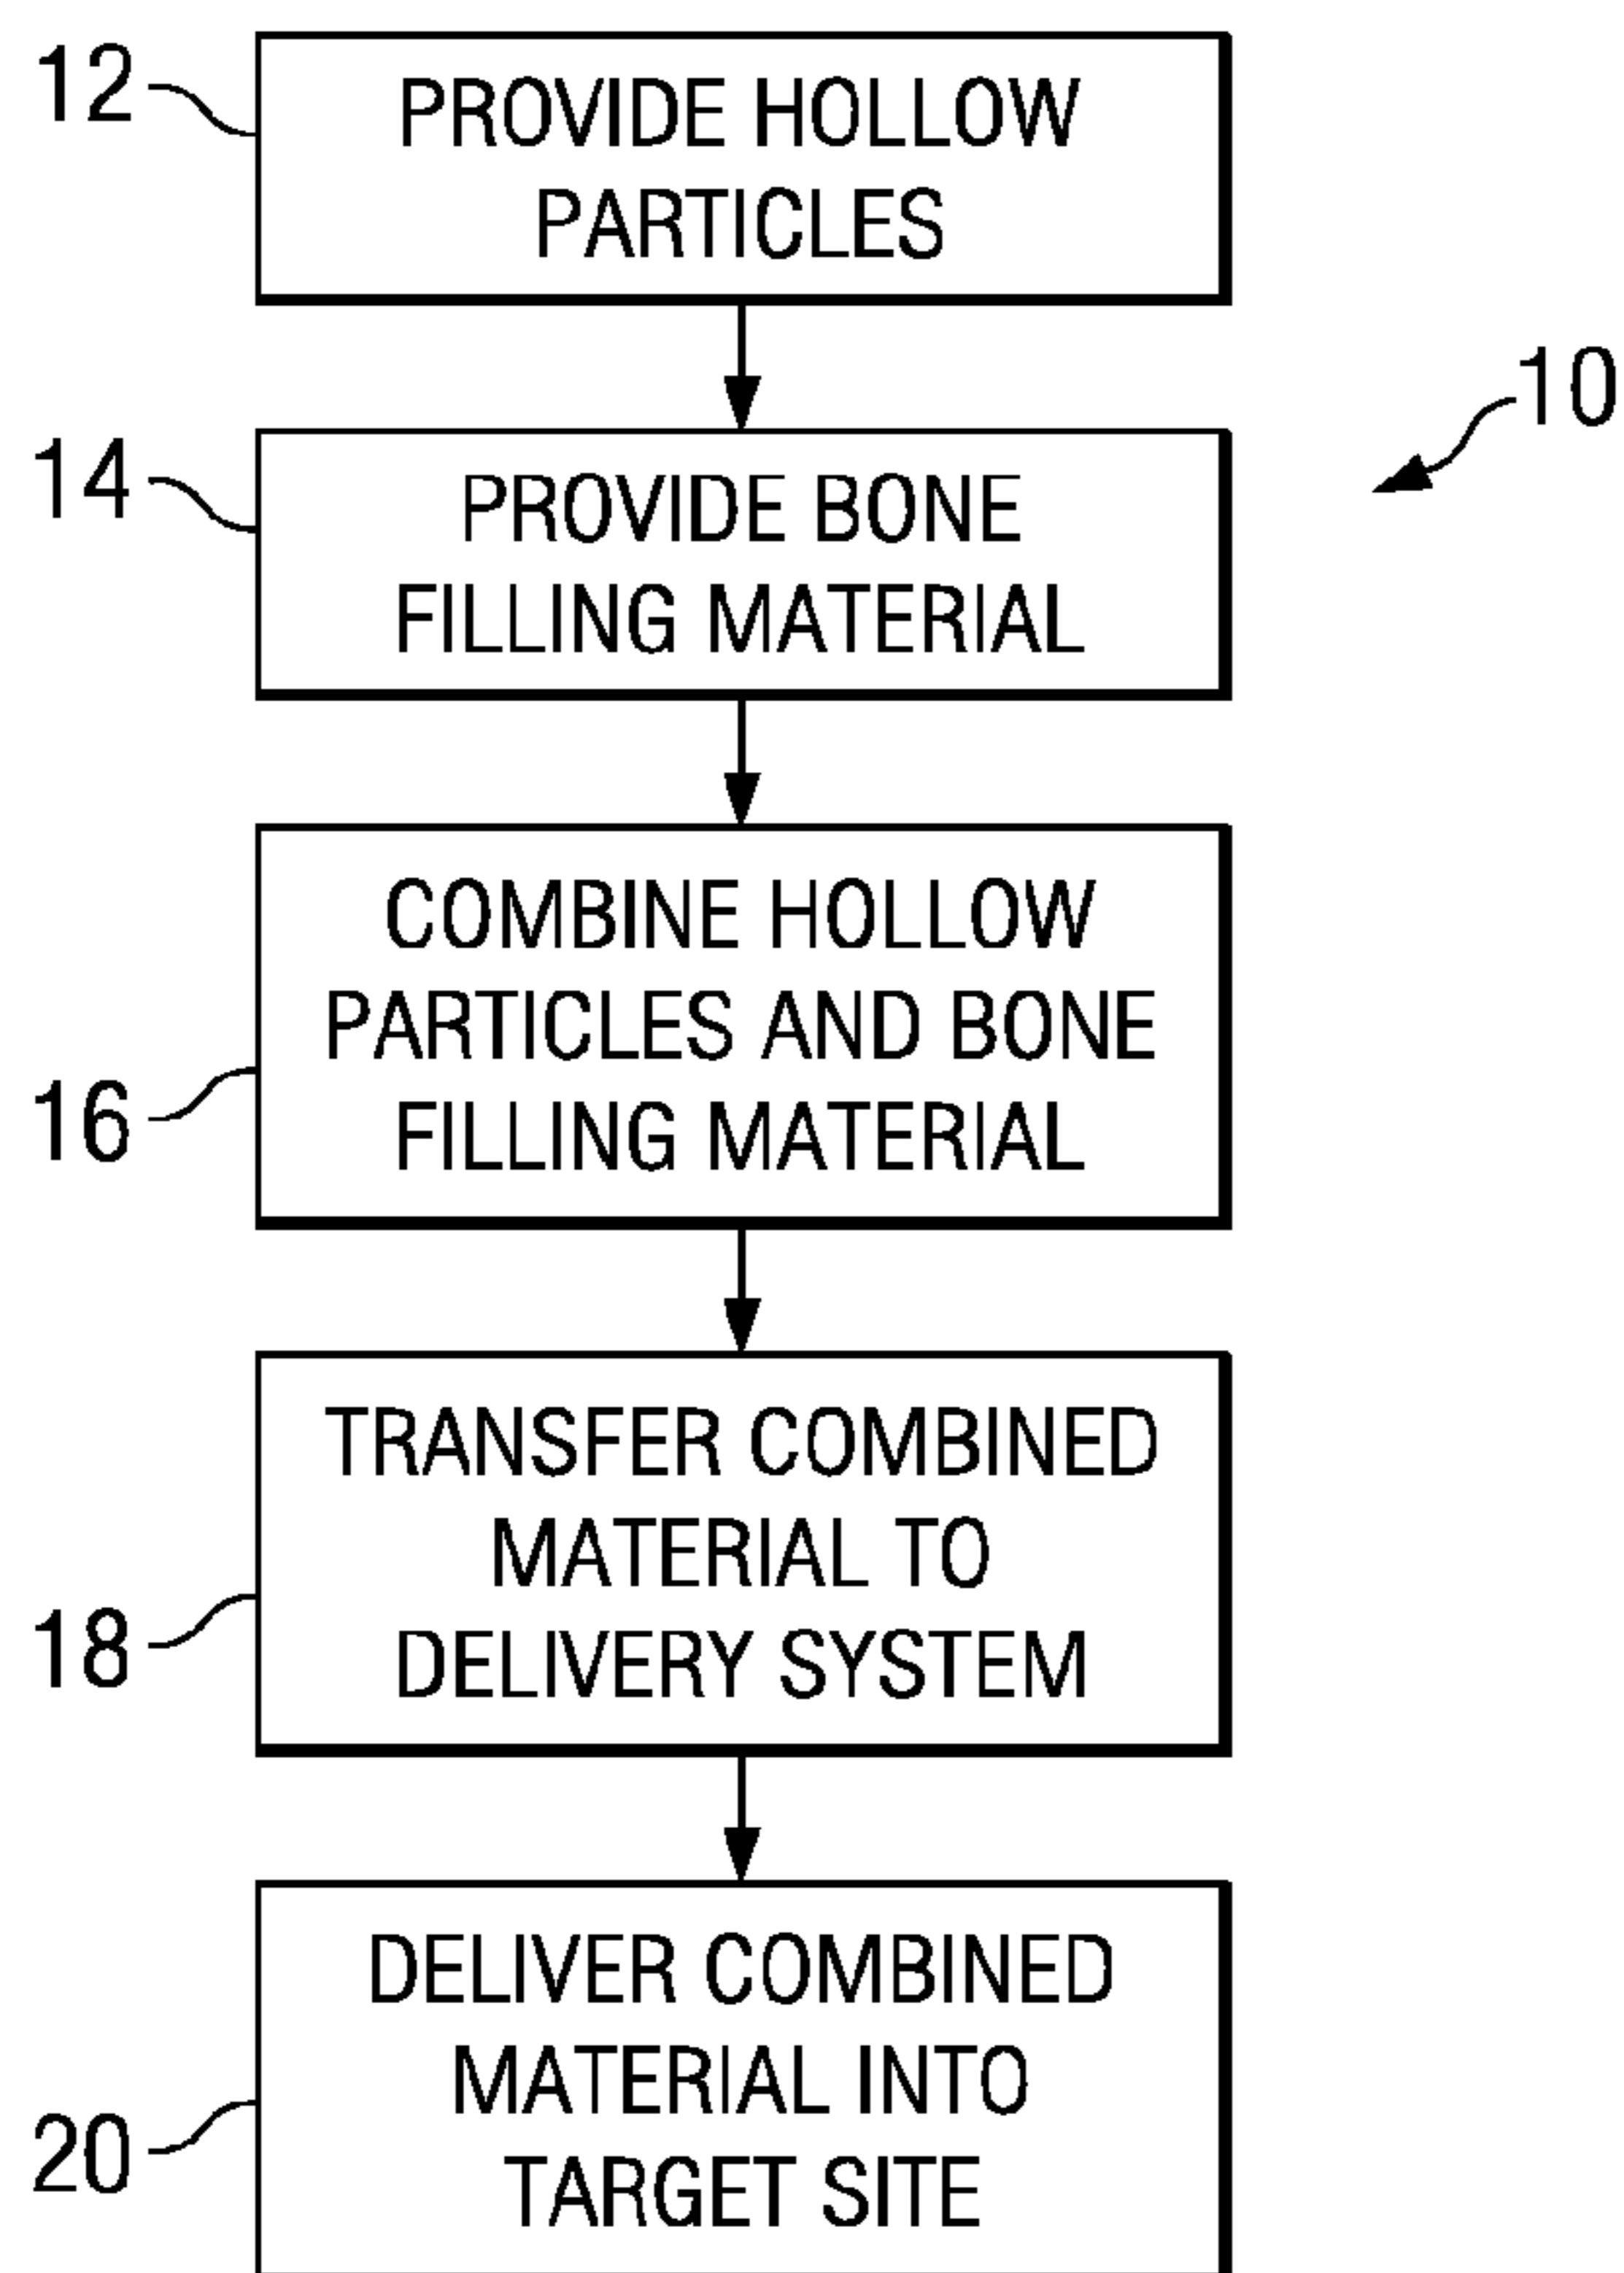 12
PROVIDE HOLLOW
PARTICLES
10
14
PROVIDE BONE
FILLING MATERIAL
COMBINE HOLLOW
PARTICLES AND BONE
FILLING MATERIAL
16
TRANSFER COMBINED
MATERIAL TO
DELIVERY SYSTEM
18
DELIVER COMBINED
MATERIAL INTO
TARGET SITE
20